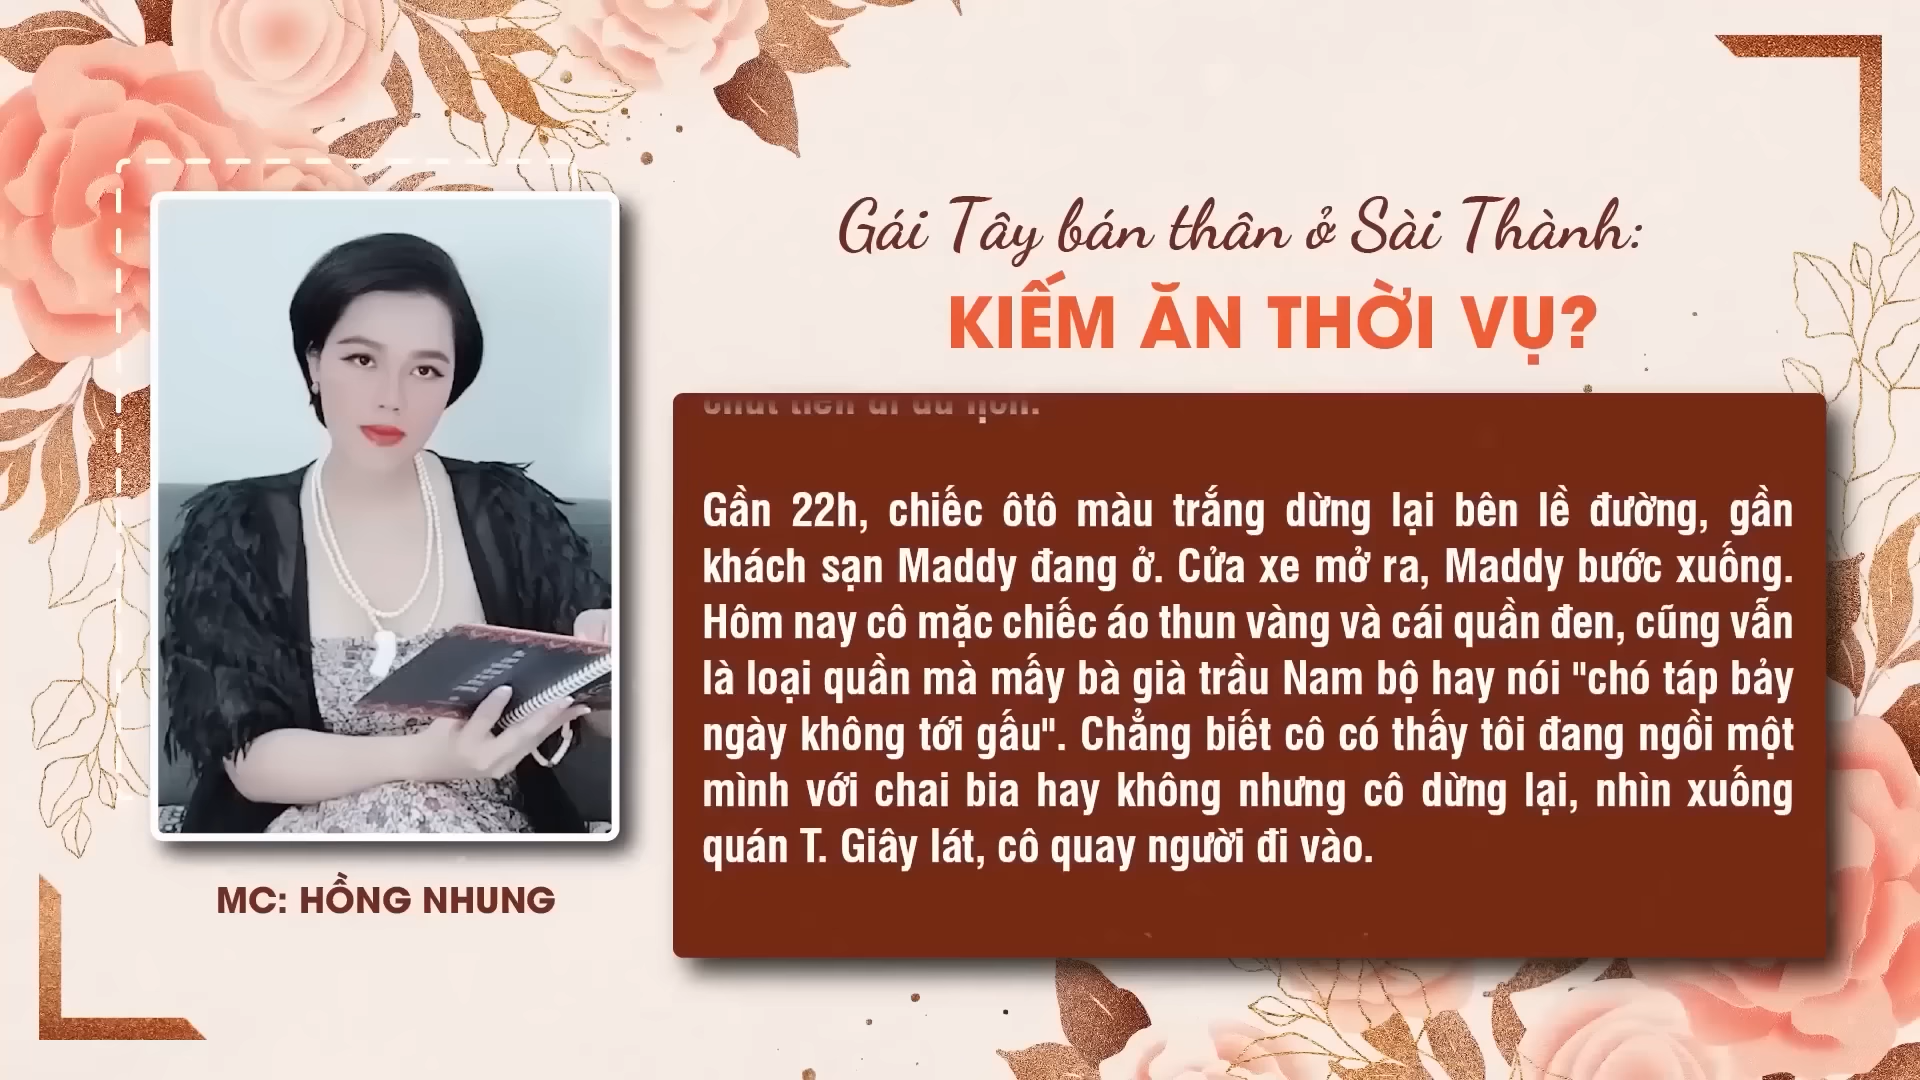 Gái Tây bán thân ở Sài Thành:
KIẾM ĂN THỜI VỤ?
chút tiền đi du lịch.
Gần 22h, chiếc ôtô màu trắng dừng lại bên lề đường, gần
khách sạn Maddy đang ở. Cửa xe mở ra, Maddy bước xuống.
Hôm nay cô mặc chiếc áo thun vàng và cái quần đen, cũng vẫn
là loại quần mà mấy bà già trầu Nam bộ hay nói "chó táp bảy
ngày không tới gấu". Chẳng biết cô có thấy tôi đang ngồi một
mình với chai bia hay không nhưng cô dừng lại, nhìn xuống
quán T. Giây lát, cô quay người đi vào.
MC: HỒNG NHUNG